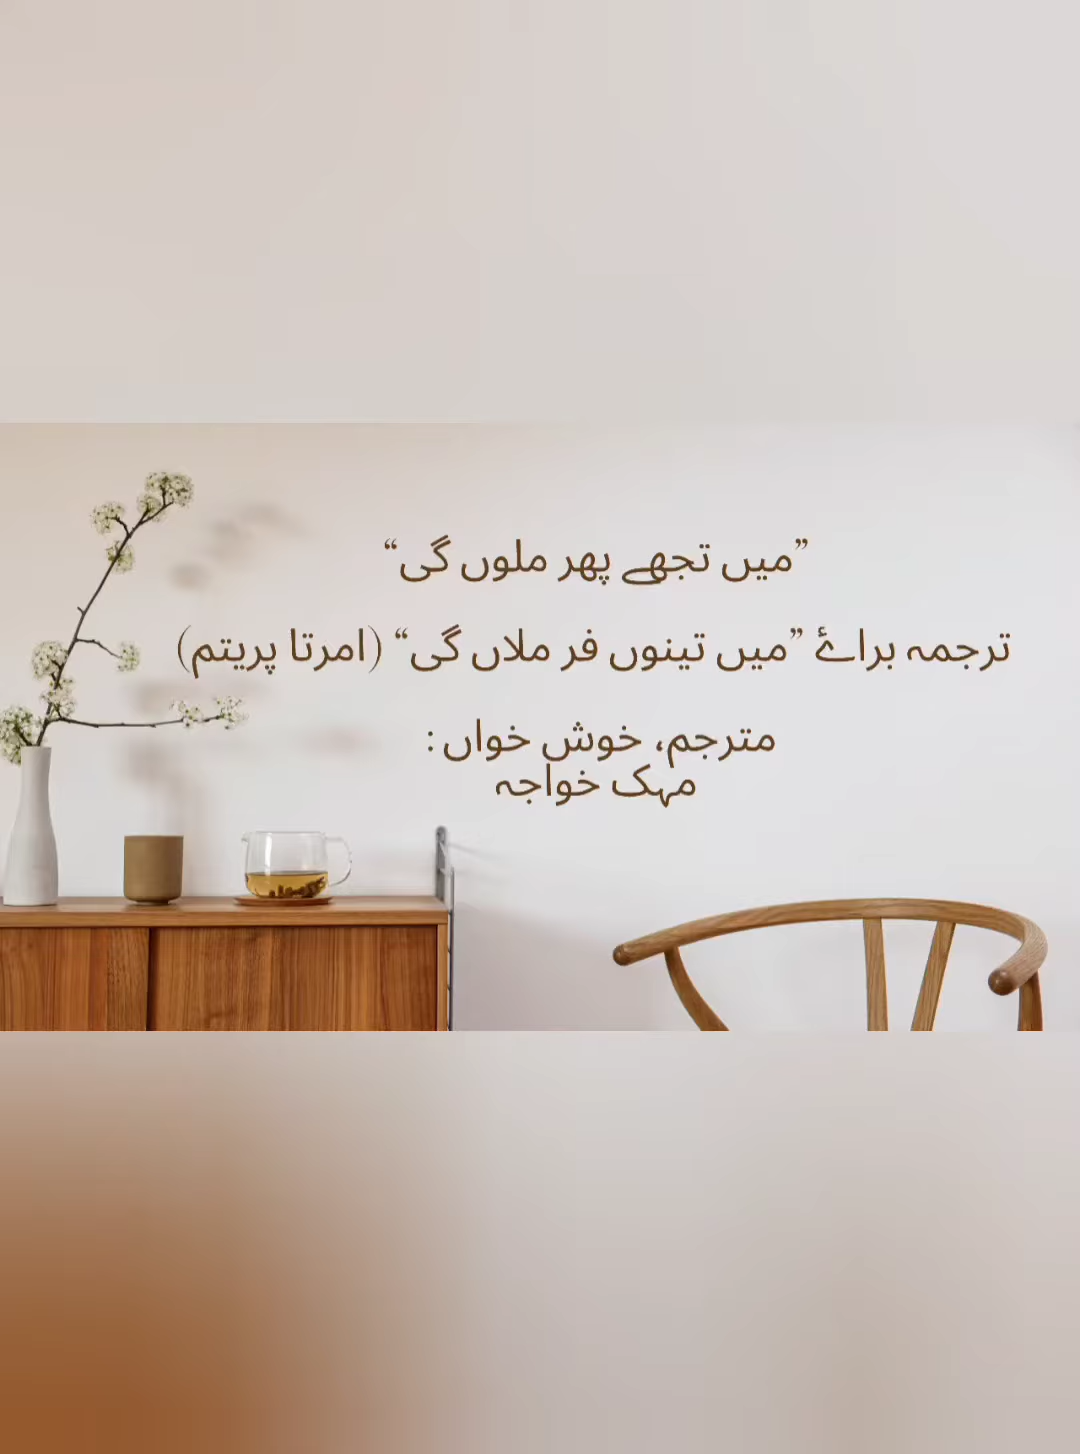 ”میں تجھے پھر ملوں گی“
ترجمہ برائے ”میں تینوں فر ملاں گی“ (امرتا پریتم)
مترجم، خوش خواں :
مہک خواجہ